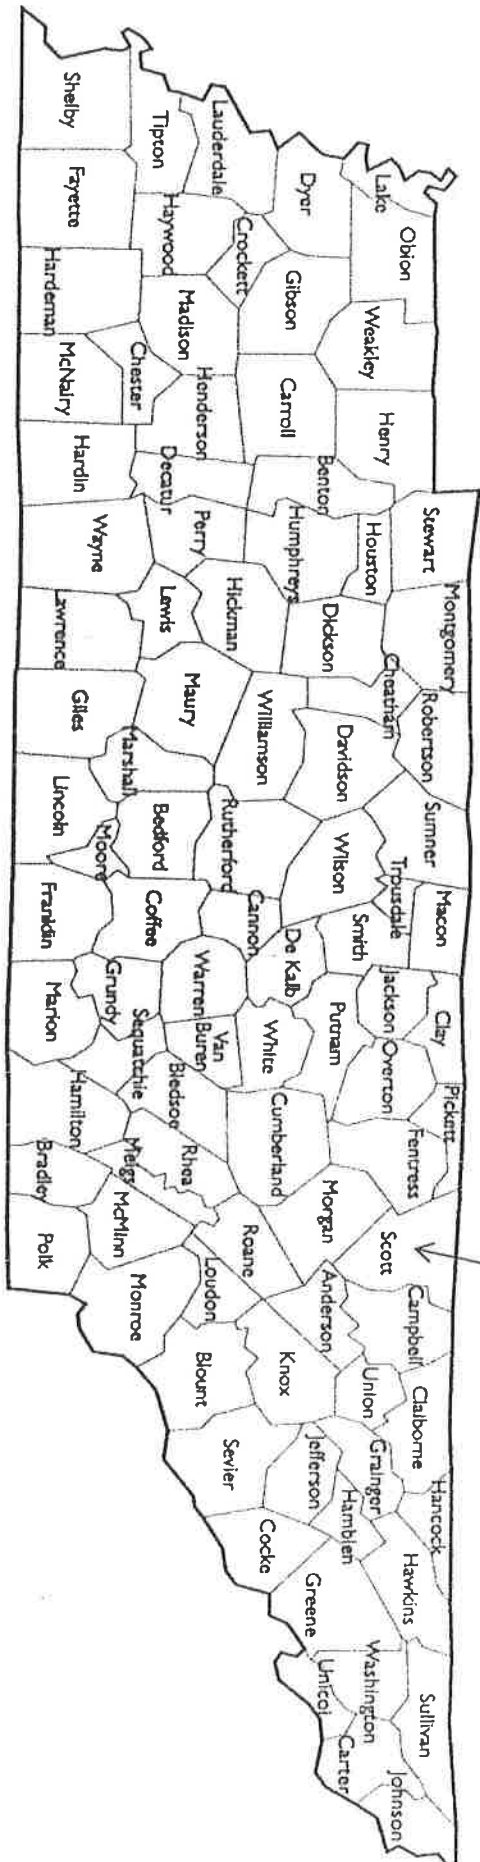 Shelby
Fayette
Hardeman
McNairy
Hardin
Wayne
Lawrence
Giles
Lincoln
Moore
Franklin
Marion
Hamilton
Bradley
Polk
Tipton
Haywood
Madison
Chester
Henderson
Decatur
Perry
Lewis
Hickman
Maury
Marshall
Bedford
Coffee
Grundy
Sequatchie
Bledsoe
Rhea
Meigs
McMinn
Monroe
Lauderdale
Crockett
Dyer
Gibson
Carroll
Benton
Humphreys
Houston
Dickson
Williamson
Davidson
Cheatham
Rutherford
Cannon
Wilson
De Kalb
Warren
Van
Buren
White
Cumberland
Roane
Loudon
Blount
Sevier
Cocke
Lake
Obion
Weakley
Henry
Stewart
Montgomery
Robertson
Sumner
Trousdale
Macon
Smith
Jackson
Clay
Putnam
Overton
Pickett
Fentress
Morgan
Scott
Anderson
Campbell
Union
Knox
Claiborne
Grainger
Jefferson
Hamblen
Hancock
Hawkins
Greene
Washington
Unicoi
Sullivan
Carter
Johnson